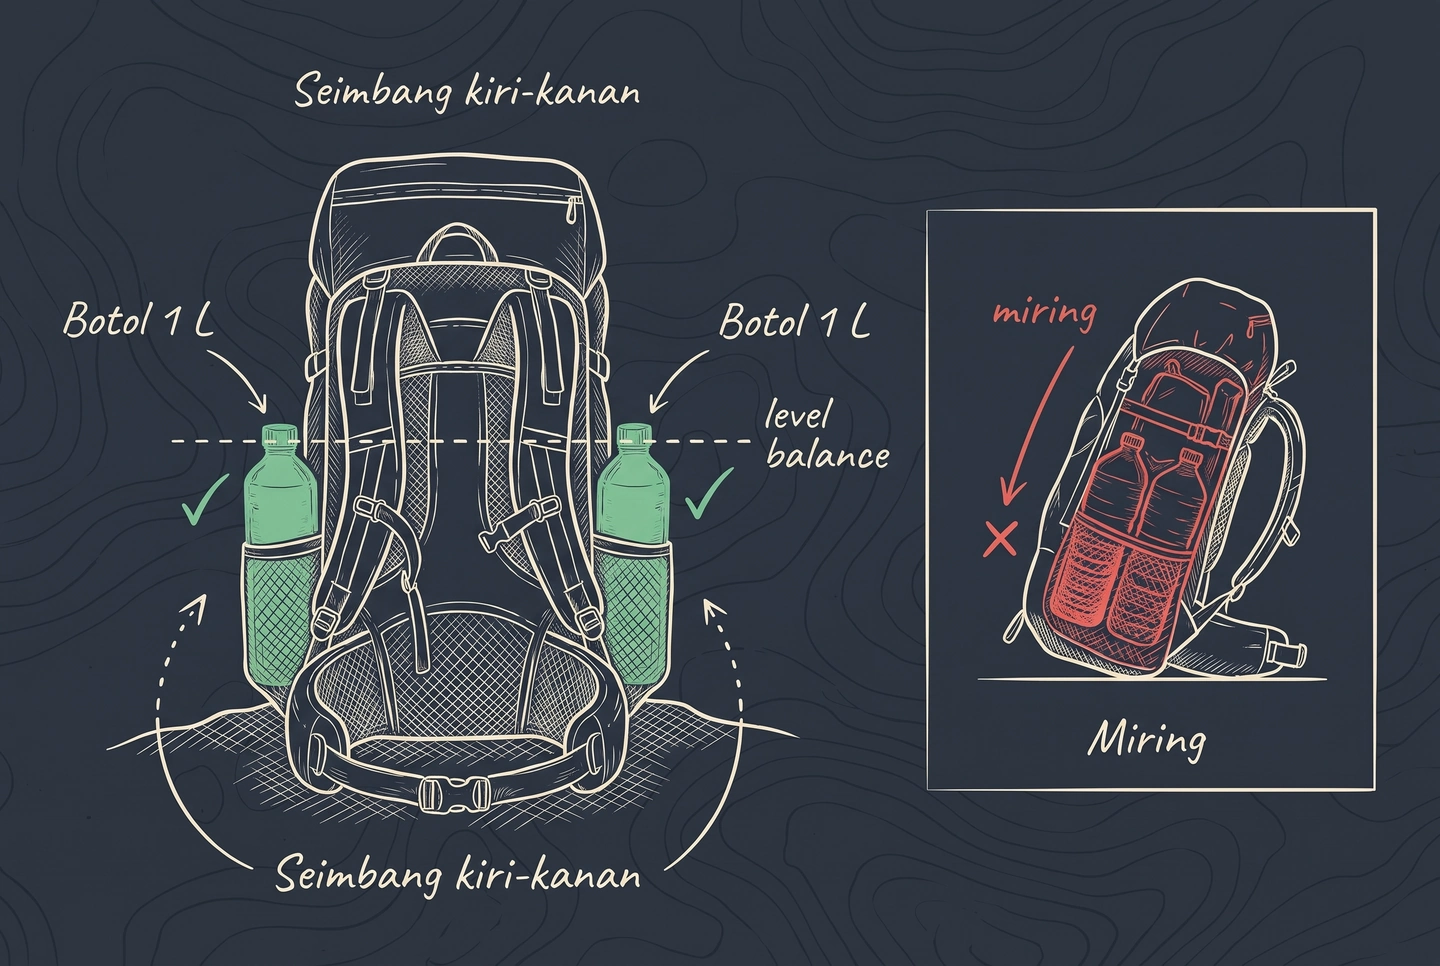 Seimbang kiri-kanan
Botol 1 L
Botol 1 L
level
balance
Seimbang kiri-kanan
miring
Miring